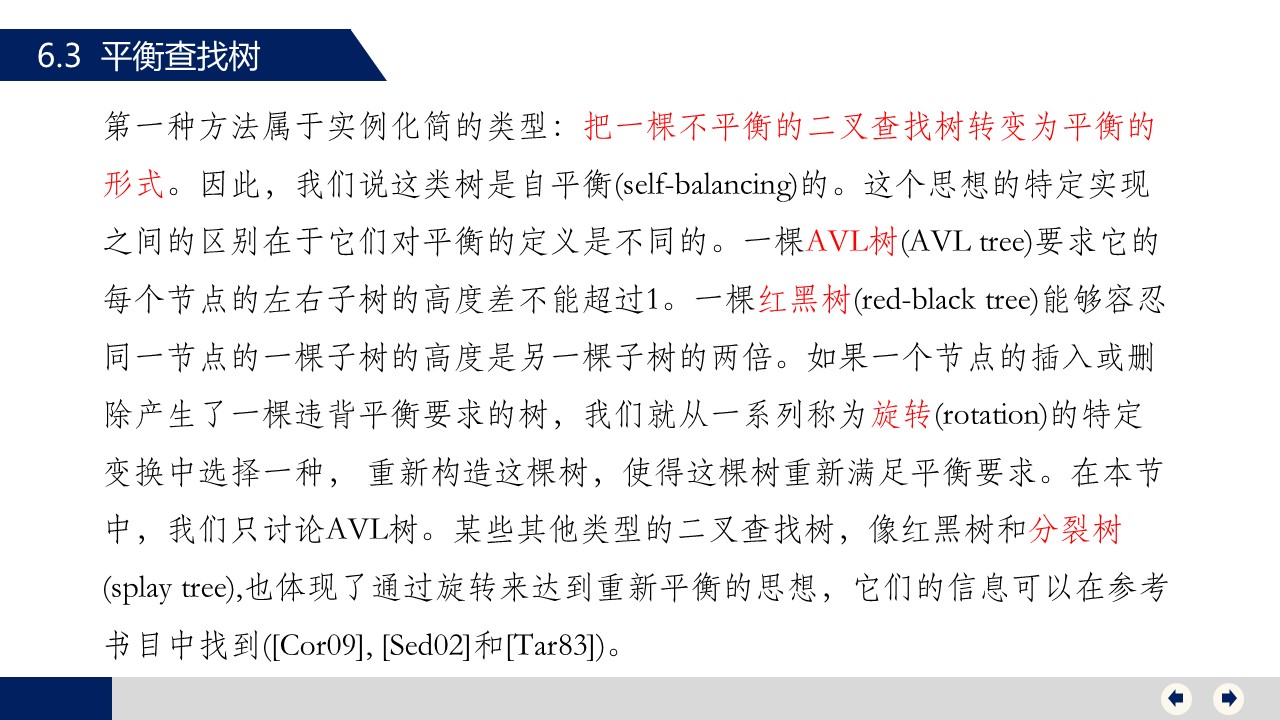 6.3 平衡查找树
第一种方法属于实例化简的类型：把一棵不平衡的二叉查找树转变为平衡的
形式。因此，我们说这类树是自平衡(self-balancing)的。这个思想的特定实现
之间的区别在于它们对平衡的定义是不同的。一棵AVL树(AVL tree)要求它的
每个节点的左右子树的高度差不能超过1。一棵红黑树(red-black tree)能够容忍
同一节点的一棵子树的高度是另一棵子树的两倍。如果一个节点的插入或删
除产生了一棵违背平衡要求的树，我们就从一系列称为旋转(rotation)的特定
变换中选择一种， 重新构造这棵树，使得这棵树重新满足平衡要求。在本节
中，我们只讨论AVL树。某些其他类型的二叉查找树，像红黑树和分裂树
(splay tree),也体现了通过旋转来达到重新平衡的思想，它们的信息可以在参考
书目中找到([Cor09], [Sed02]和[Tar83])。